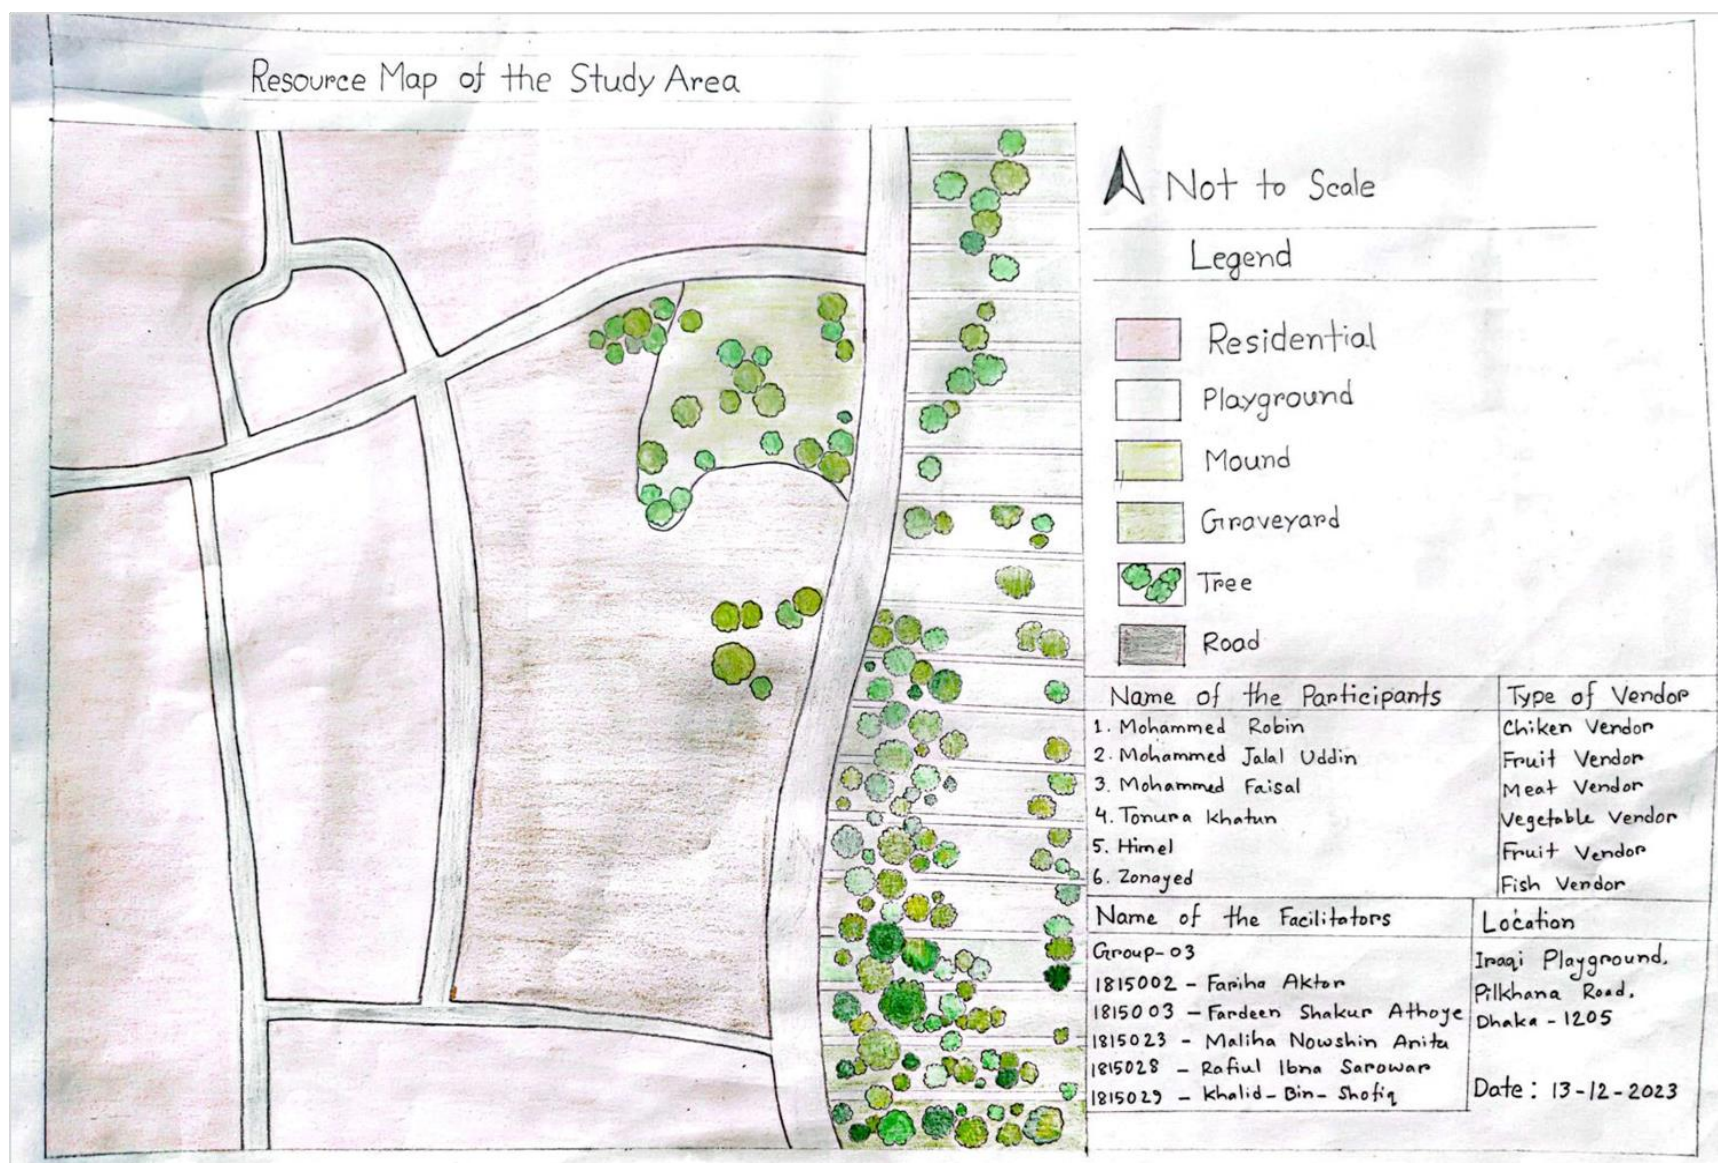 Resource Map of the Study Area
Not to Scale
Legend
Residential
Playground
Mound
Graveyard
Tree
Road
Name of the Participants
Type of Vendor
1. Mohammed Robin
Chiken Vendor
2. Mohammed Jalal Uddin
Fruit Vendor
3. Mohammed Faisal
Meat Vendor
4. Tonura Khatun
Vegetable Vendor
5. Himel
Fruit Vendor
6. Zonayed
Fish Vendor
Name of the Facilitators
Location
Group-03
1815002 - Fariha Aktar
1815003 - Fardeen Shakur Athoye
1815023 - Maliha Nowshin Anita
1815028 - Rafiul Ibna Sarowar
1815029 - Khalid-Bin-Shafiq
Iraqi Playground,
Pilkhana Road,
Dhaka - 1205
Date: 13-12-2023